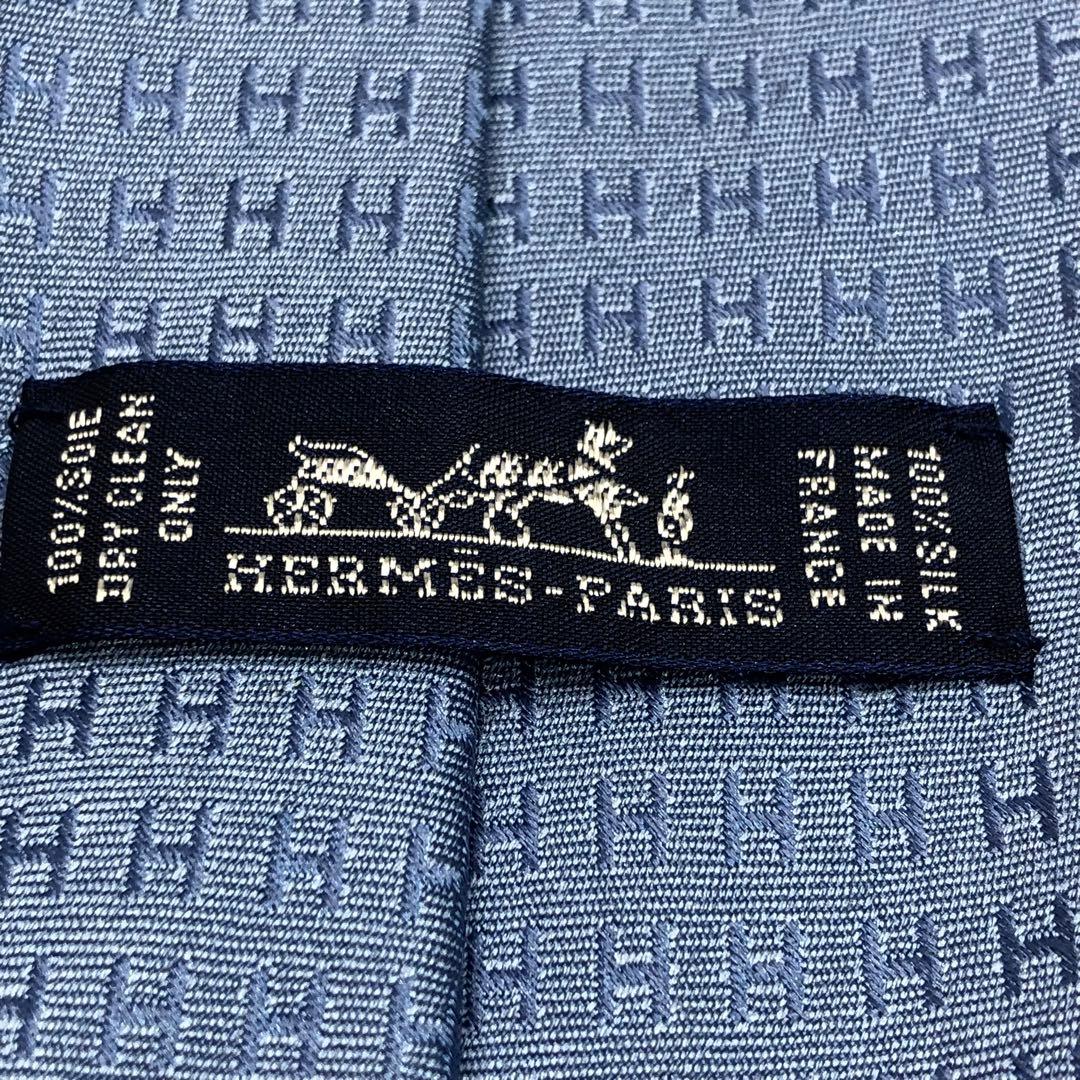 100% SOIE
DRY CLEAN
ONLY
HERMÈS-PARIS
100% SILK
MADE IN
FRANCE